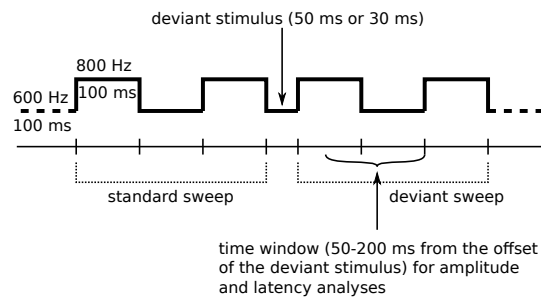 deviant stimulus (50 ms or 30 ms)
800 Hz
100 ms
600 Hz
100 ms
standard sweep
deviant sweep
time window (50-200 ms from the offset
of the deviant stimulus) for amplitude
and latency analyses